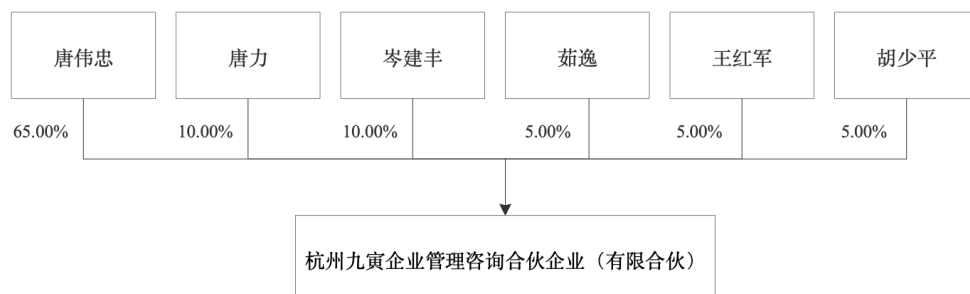 唐伟忠 唐力 岑建丰 茹逸 王红军 胡少平
65.00% 10.00% 10.00% 5.00% 5.00% 5.00%
杭州九寅企业管理咨询合伙企业（有限合伙）